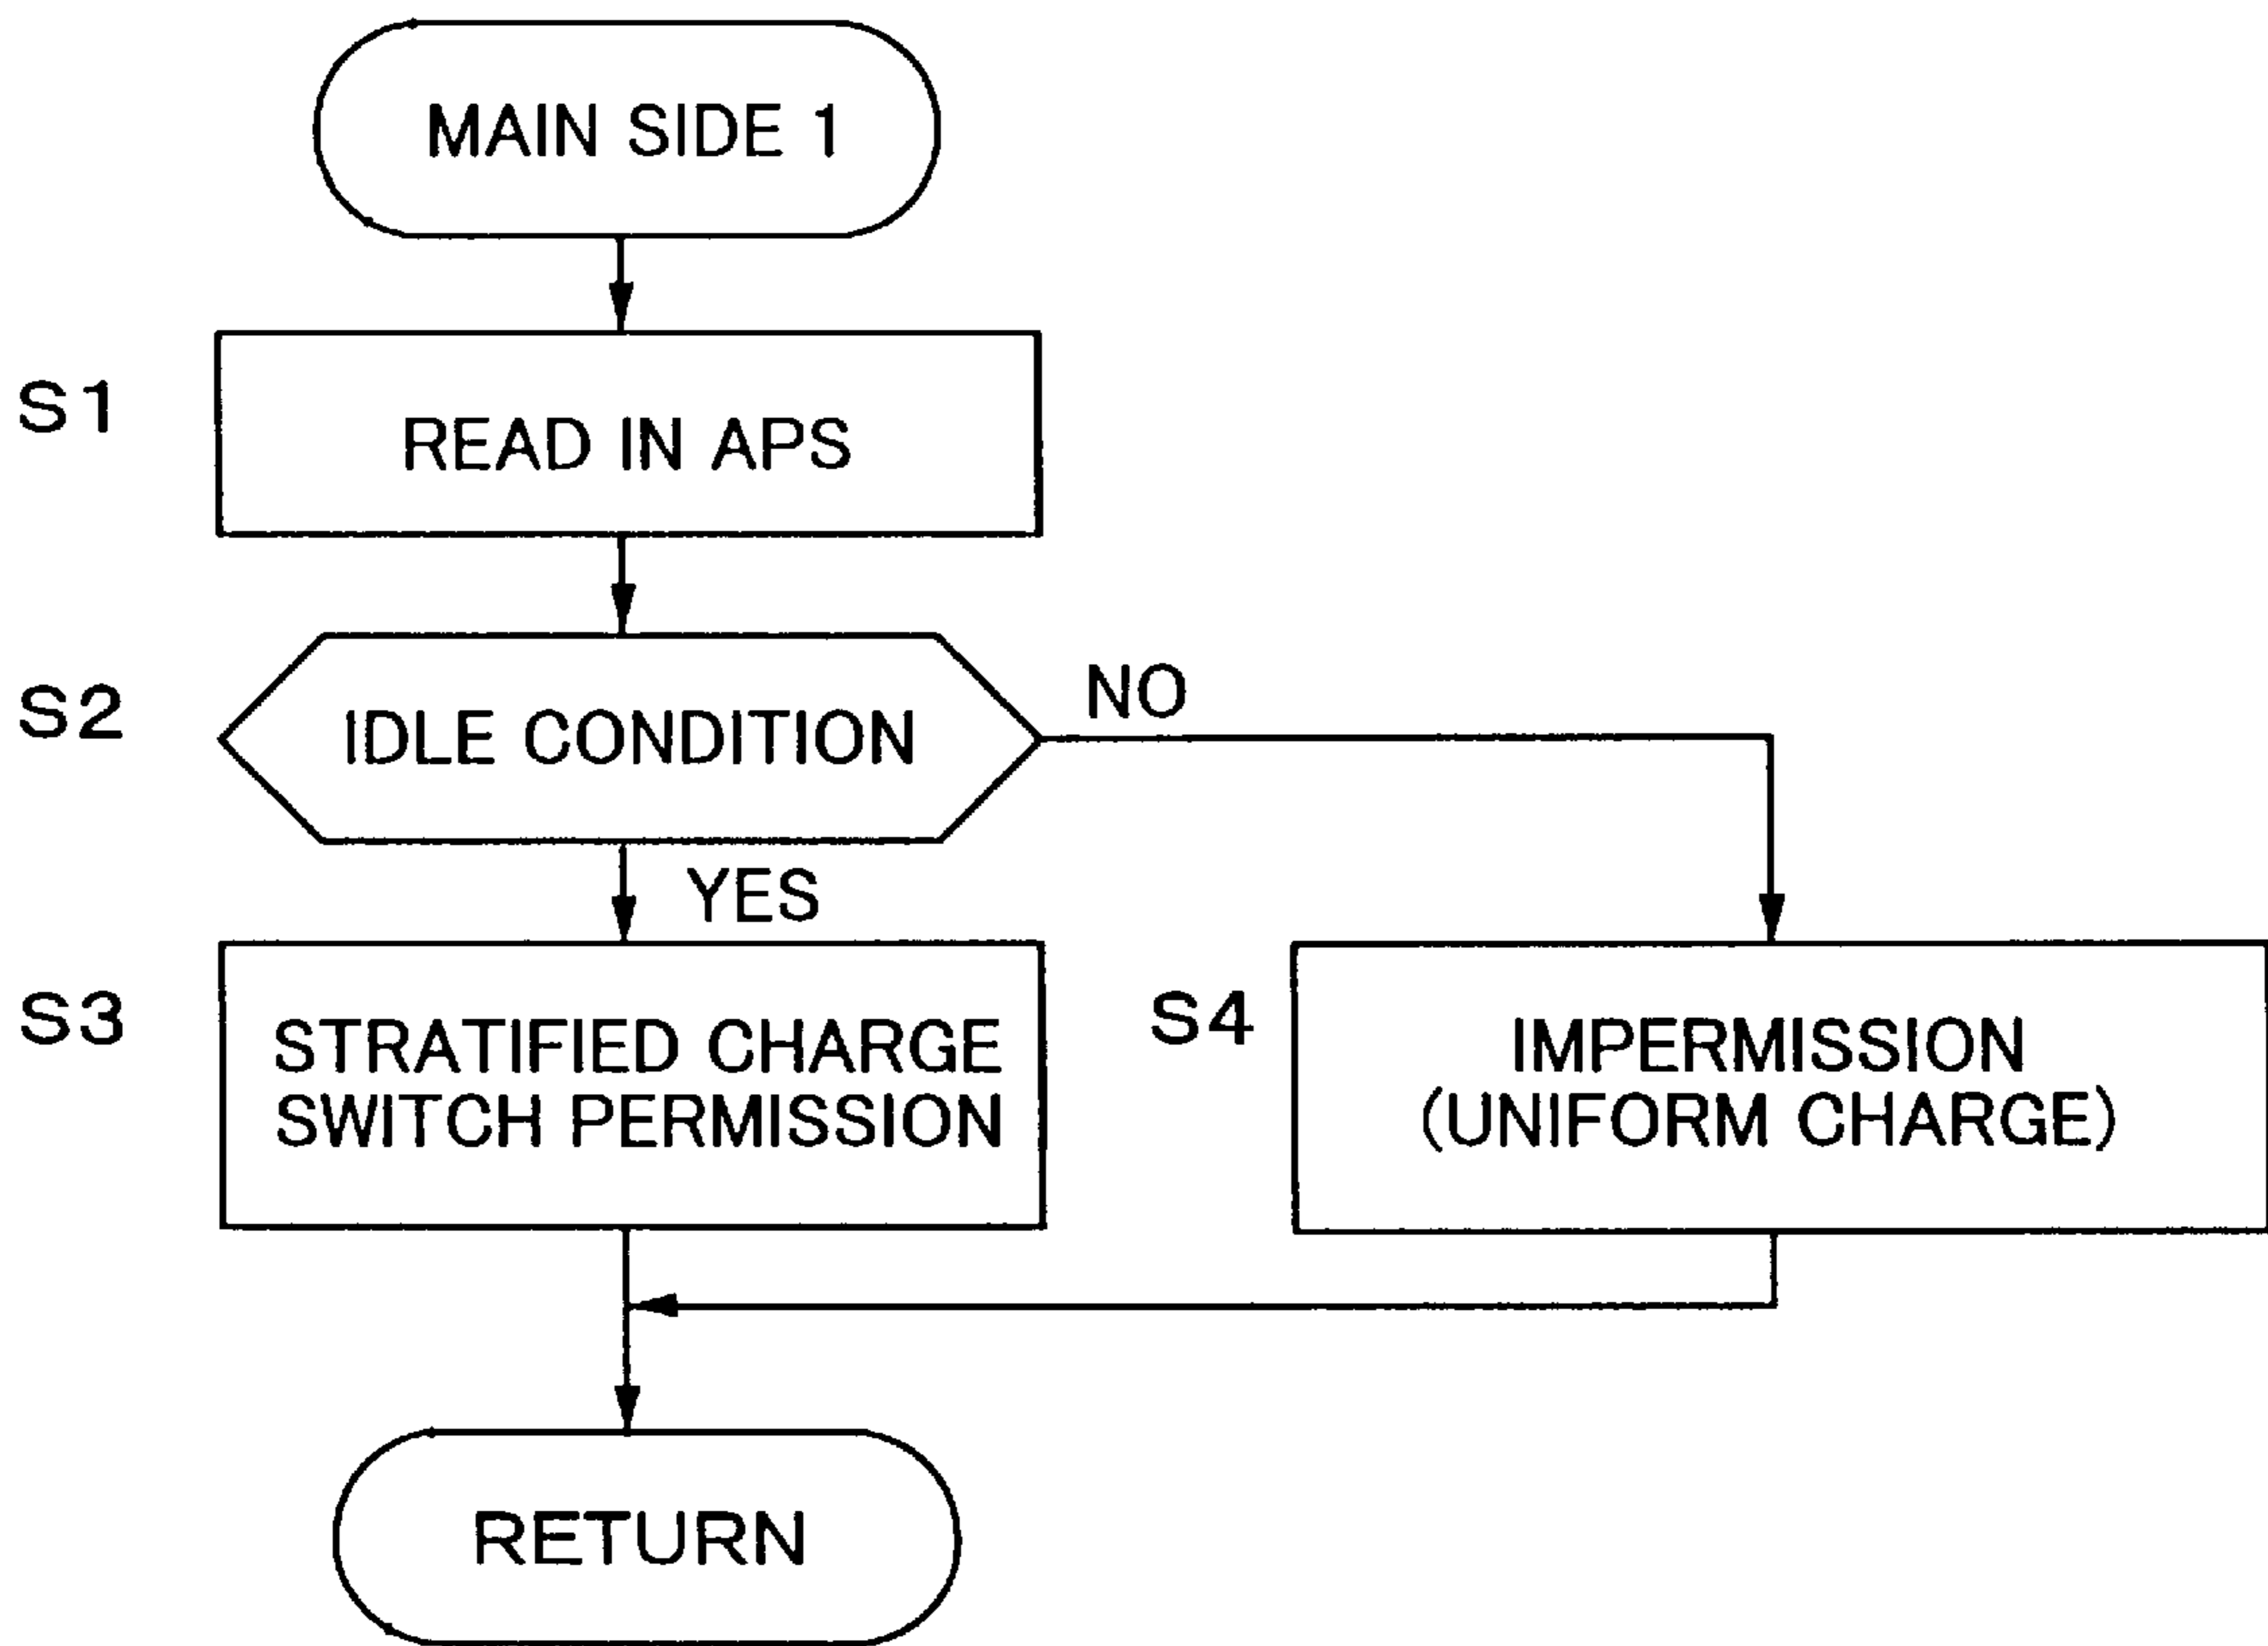 MAIN SIDE 1
S1
READ IN APS
S2
IDLE CONDITION
NO
YES
S3
STRATIFIED CHARGE
SWITCH PERMISSION
S4
IMPERMISSION
(UNIFORM CHARGE)
RETURN